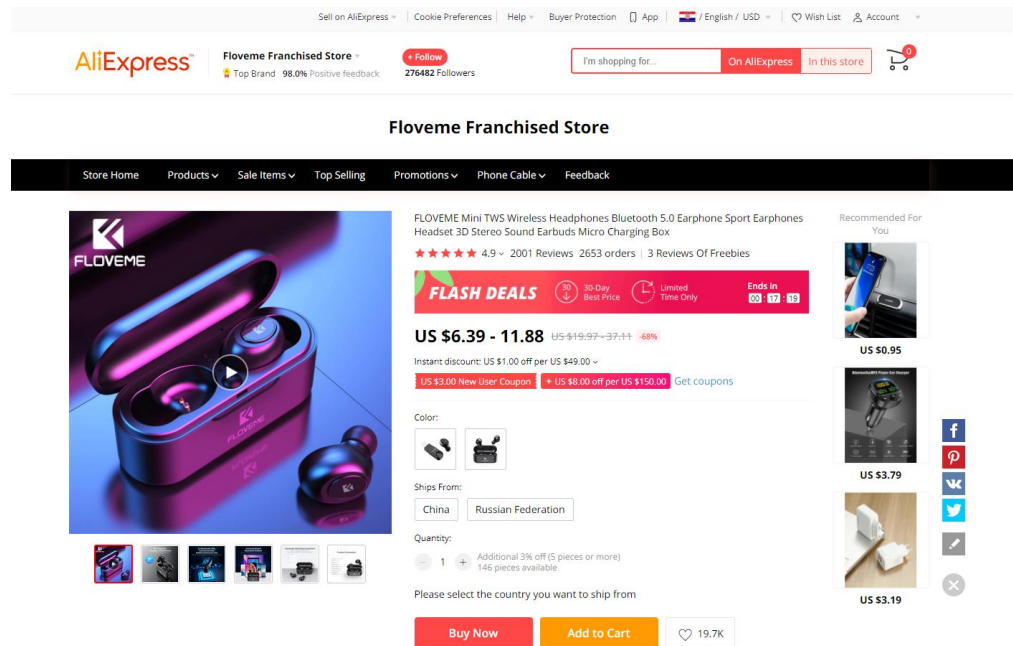 Sell on AliExpress
Cookie Preferences
Help
Buyer Protection
App
/ English / USD
Wish List
Account
AliExpress™
Floveme Franchised Store
Top Brand 98.0% Positive feedback
+ Follow
276482 Followers
I'm shopping for...
On AliExpress
In this store
0
Floveme Franchised Store
Store Home
Products
Sale Items
Top Selling
Promotions
Phone Cable
Feedback
FLOVEME
FLOVEME
FLOVEME Mini TWS Wireless Headphones Bluetooth 5.0 Earphone Sport Earphones
Headset 3D Stereo Sound Earbuds Micro Charging Box
4.9 2001 Reviews 2653 orders 3 Reviews Of Freebies
FLASH DEALS
30
30-Day
Best Price
Limited
Time Only
Ends in
00 : 17 : 19
US $6.39 - 11.88 US $19.97 - 37.11 -68%
Instant discount: US $1.00 off per US $49.00
US $3.00 New User Coupon
+ US $8.00 off per US $150.00
Get coupons
Color:
Ships From:
China
Russian Federation
Quantity:
1
Additional 3% off (5 pieces or more)
146 pieces available
Please select the country you want to ship from
Buy Now
Add to Cart
19.7K
Recommended For
You
US $0.95
US $3.79
US $3.19